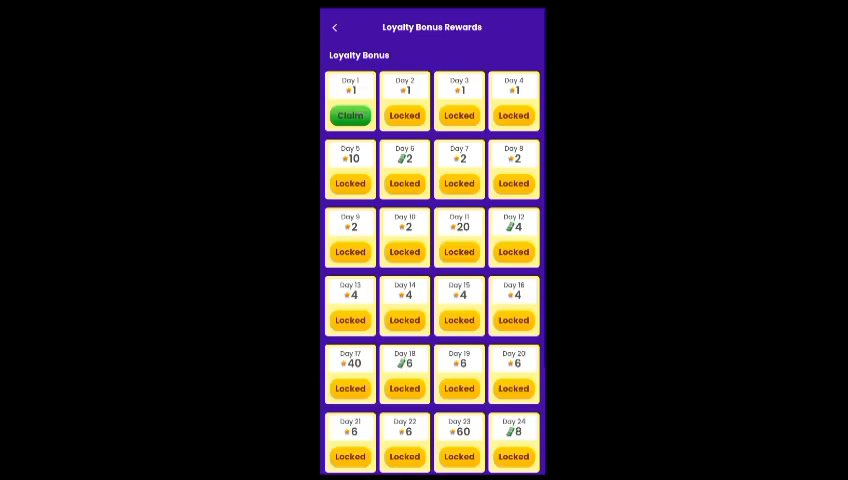 Loyalty Bonus Rewards
Loyalty Bonus
Day 1 Day 2 Day 3 Day 4
1 1 1 1
Claim Locked Locked Locked
Day 5 Day 6 Day 7 Day 8
10 2 2 2
Locked Locked Locked Locked
Day 9 Day 10 Day 11 Day 12
2 2 20 4
Locked Locked Locked Locked
Day 13 Day 14 Day 15 Day 16
4 4 4 4
Locked Locked Locked Locked
Day 17 Day 18 Day 19 Day 20
40 6 6 6
Locked Locked Locked Locked
Day 21 Day 22 Day 23 Day 24
6 6 60 8
Locked Locked Locked Locked